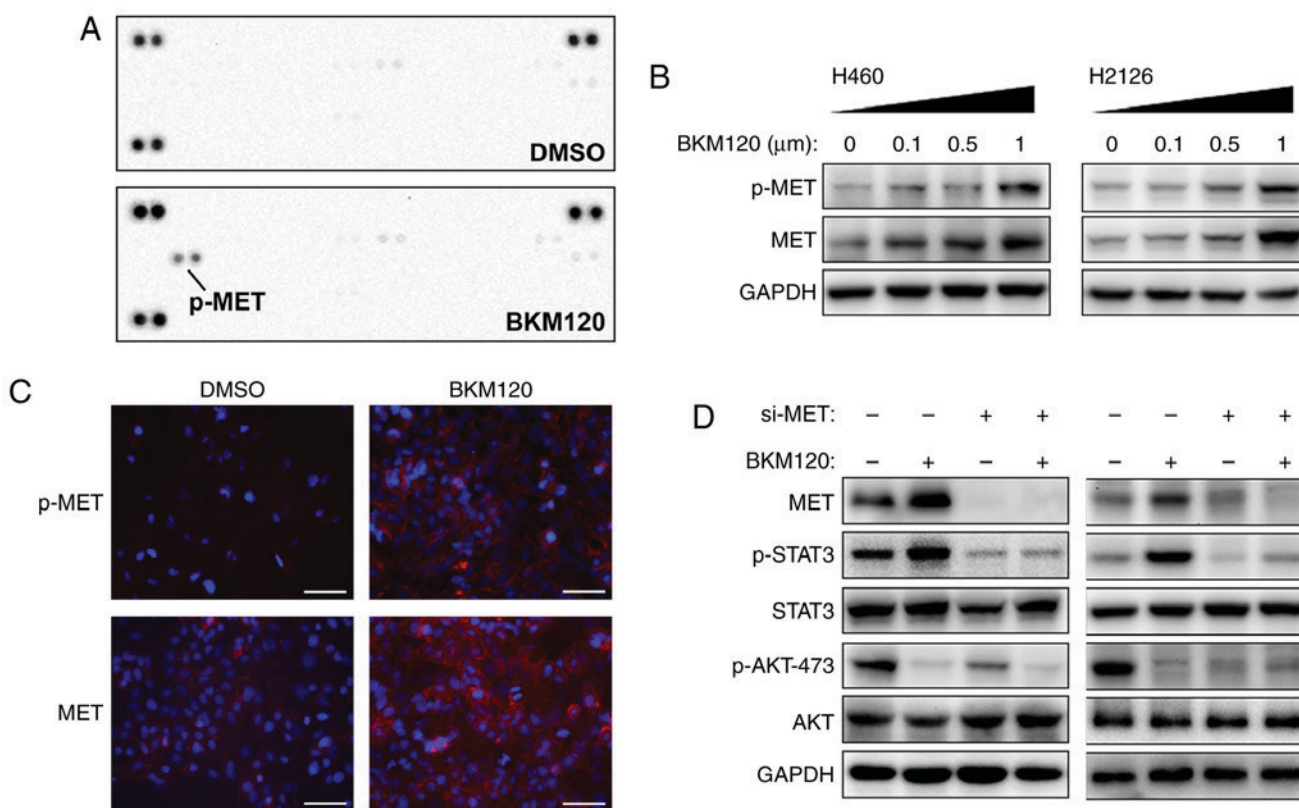 A
DMSO
p-MET
BKM120
B
H460
H2126
BKM120 (μm): 0 0.1 0.5 1 0 0.1 0.5 1
p-MET
MET
GAPDH
C
DMSO BKM120
p-MET
MET
D
si-MET: – – + + – – + +
BKM120: – + – + – + – +
MET
p-STAT3
STAT3
p-AKT-473
AKT
GAPDH